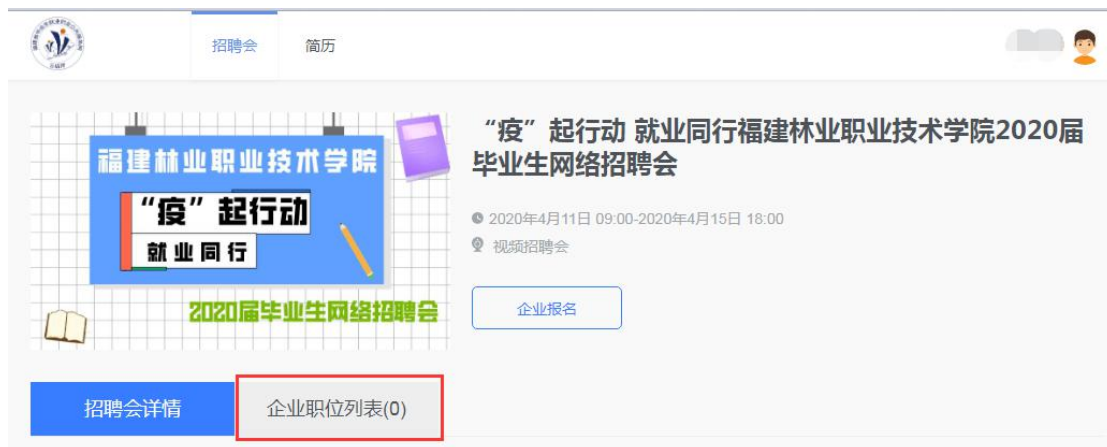 招聘会
简历
福建林业职业技术学院
“疫”起行动
就业同行
2020届毕业生网络招聘会
“疫”起行动 就业同行福建林业职业技术学院2020届
毕业生网络招聘会
2020年4月11日 09:00-2020年4月15日 18:00
视频招聘会
企业报名
招聘会详情
企业职位列表(0)